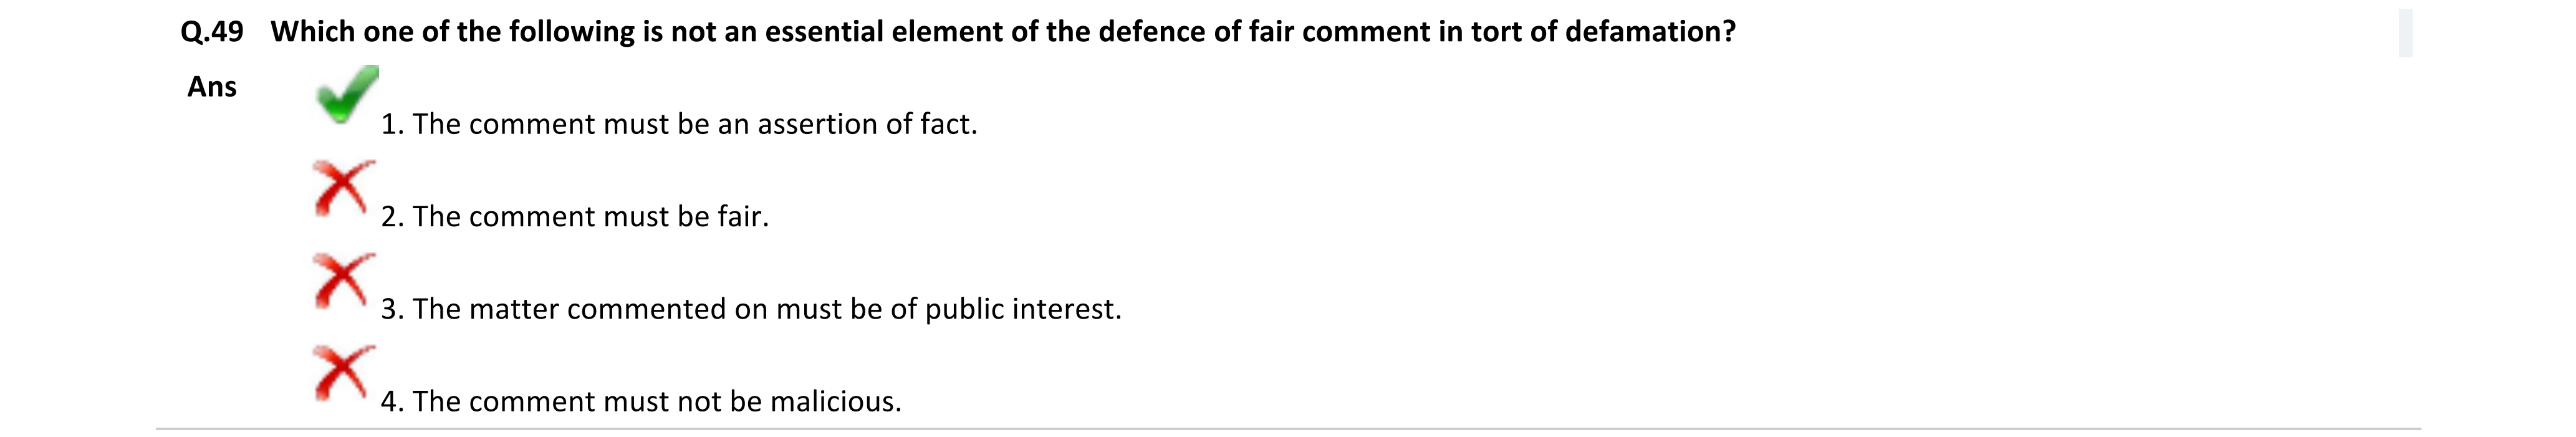 Q.49 Which one of the following is not an essential element of the defence of fair comment in tort of defamation?
Ans
1. The comment must be an assertion of fact.
2. The comment must be fair.
3. The matter commented on must be of public interest.
4. The comment must not be malicious.